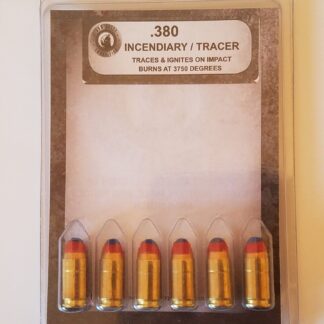 .380
INCENDIARY / TRACER
TRACES & IGNITES ON IMPACT
BURNS AT 3750 DEGREES